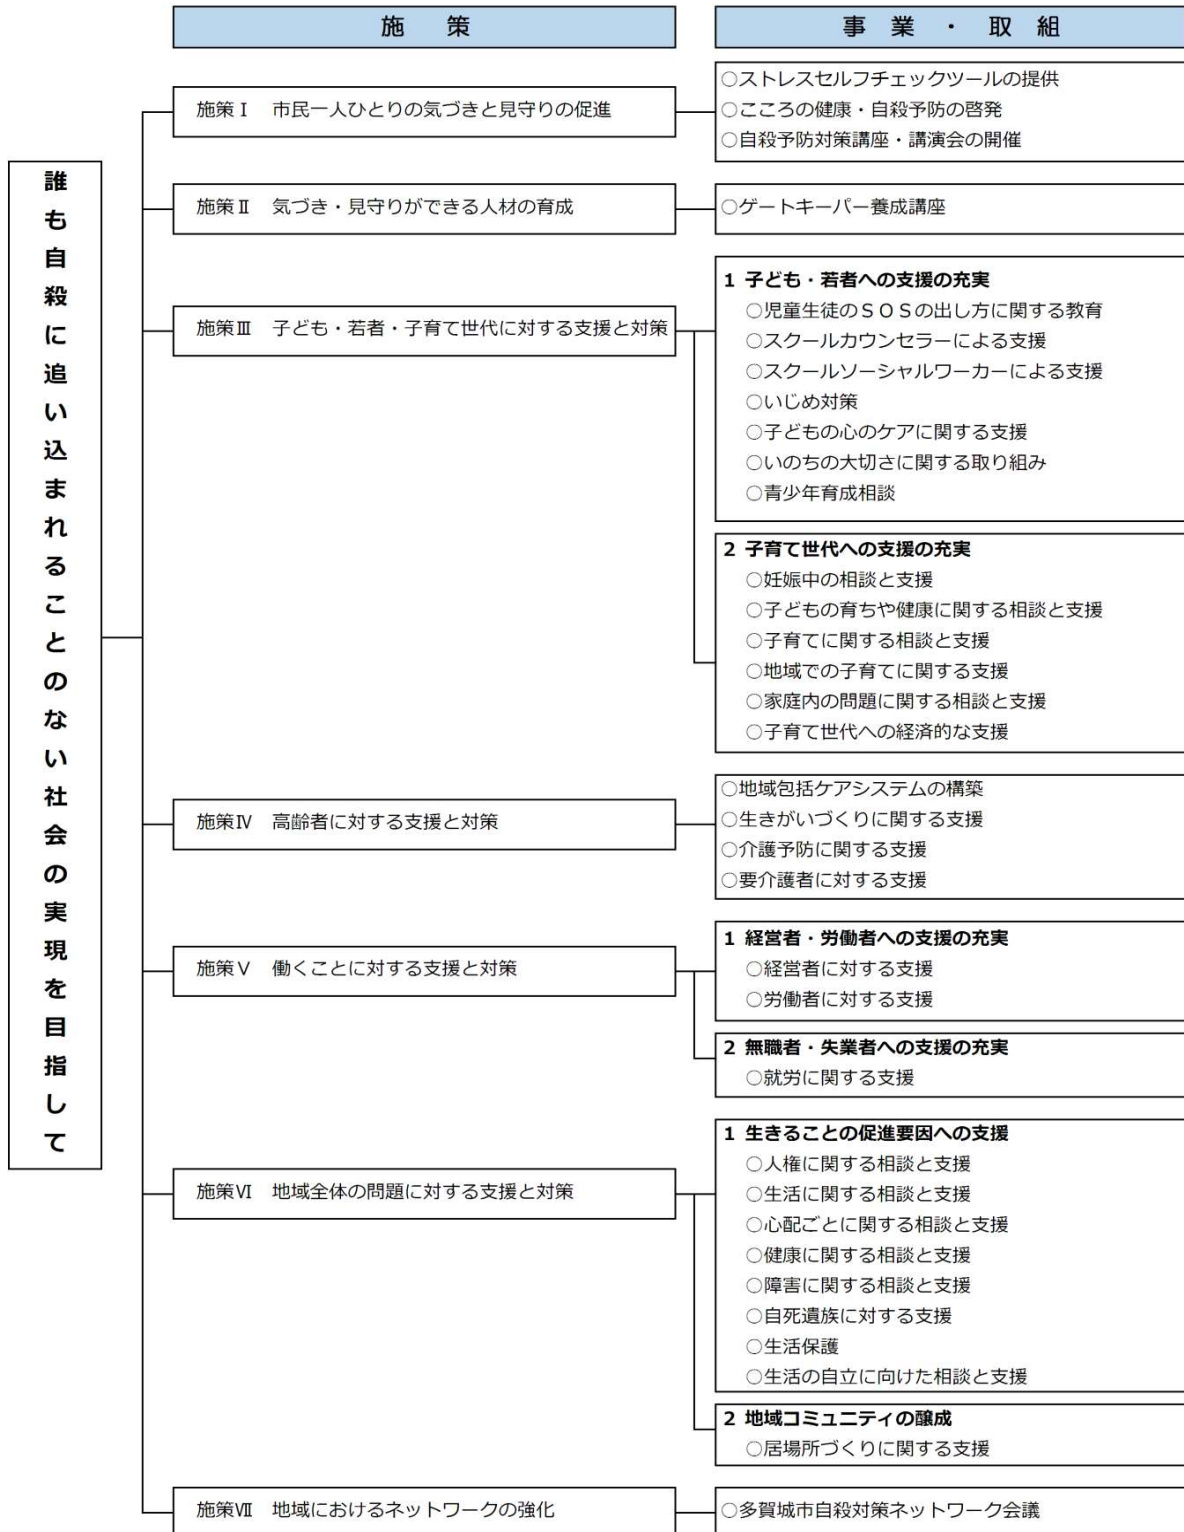 施策
事業・取組
誰も自殺に追い込まれることのない社会の実現を目指して
施策Ⅰ 市民一人ひとりの気づきと見守りの促進
○ストレスセルフチェックツールの提供
○こころの健康・自殺予防の啓発
○自殺予防対策講座・講演会の開催
施策Ⅱ 気づき・見守りができる人材の育成
○ゲートキーパー養成講座
施策Ⅲ 子ども・若者・子育て世代に対する支援と対策
1 子ども・若者への支援の充実
○児童生徒のＳＯＳの出し方に関する教育
○スクールカウンセラーによる支援
○スクールソーシャルワーカーによる支援
○いじめ対策
○子どもの心のケアに関する支援
○いのちの大切さに関する取り組み
○青少年育成相談
2 子育て世代への支援の充実
○妊娠中の相談と支援
○子どもの育ちや健康に関する相談と支援
○子育てに関する相談と支援
○地域での子育てに関する支援
○家庭内の問題に関する相談と支援
○子育て世代への経済的な支援
施策Ⅳ 高齢者に対する支援と対策
○地域包括ケアシステムの構築
○生きがいづくりに関する支援
○介護予防に関する支援
○要介護者に対する支援
施策Ⅴ 働くことに対する支援と対策
1 経営者・労働者への支援の充実
○経営者に対する支援
○労働者に対する支援
2 無職者・失業者への支援の充実
○就労に関する支援
施策Ⅵ 地域全体の問題に対する支援と対策
1 生きることの促進要因への支援
○人権に関する相談と支援
○生活に関する相談と支援
○心配ごとに関する相談と支援
○健康に関する相談と支援
○障害に関する相談と支援
○自死遺族に対する支援
○生活保護
○生活の自立に向けた相談と支援
2 地域コミュニティの醸成
○居場所づくりに関する支援
施策Ⅶ 地域におけるネットワークの強化
○多賀城市自殺対策ネットワーク会議